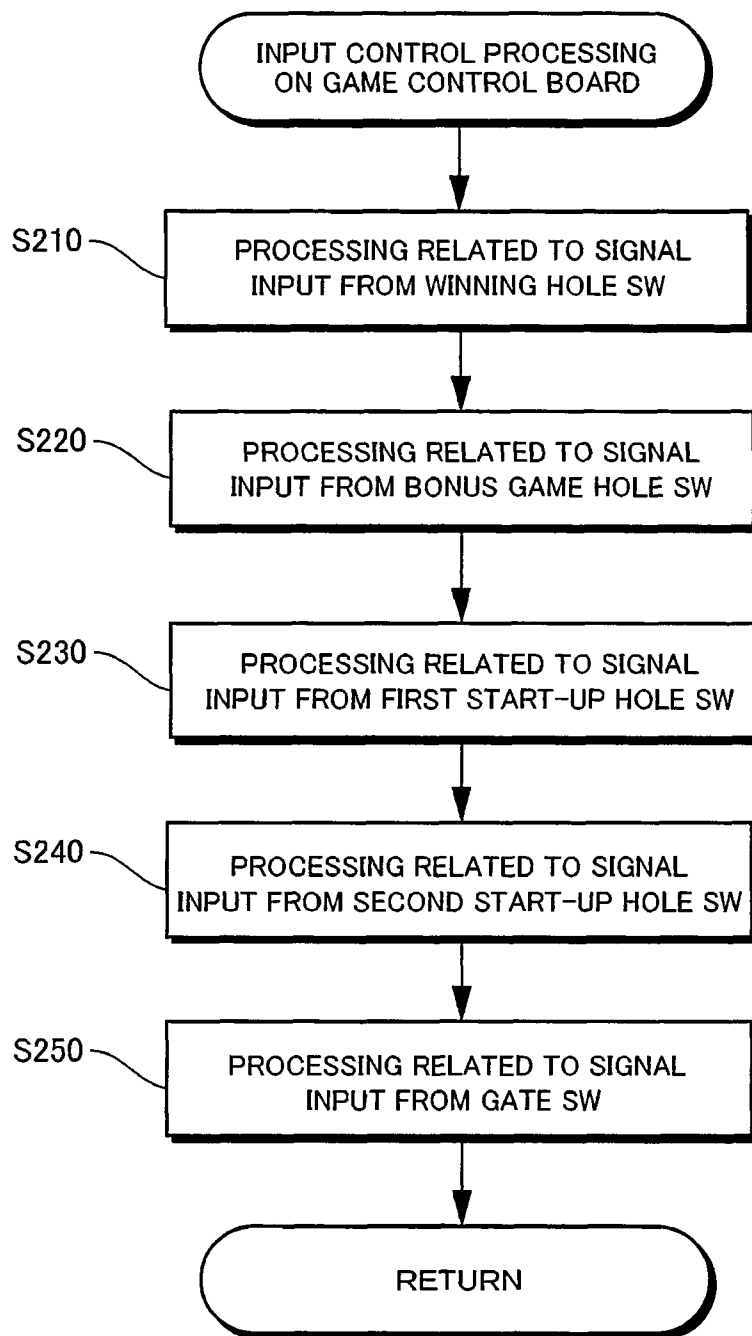 INPUT CONTROL PROCESSING
ON GAME CONTROL BOARD
S210
PROCESSING RELATED TO SIGNAL
INPUT FROM WINNING HOLE SW
S220
PROCESSING RELATED TO SIGNAL
INPUT FROM BONUS GAME HOLE SW
S230
PROCESSING RELATED TO SIGNAL
INPUT FROM FIRST START-UP HOLE SW
S240
PROCESSING RELATED TO SIGNAL
INPUT FROM SECOND START-UP HOLE SW
S250
PROCESSING RELATED TO SIGNAL
INPUT FROM GATE SW
RETURN